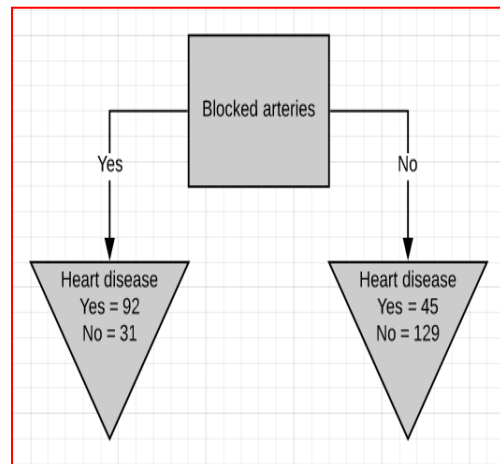 Blocked arteries
Yes
No
Heart disease
Yes = 92
No = 31
Heart disease
Yes = 45
No = 129